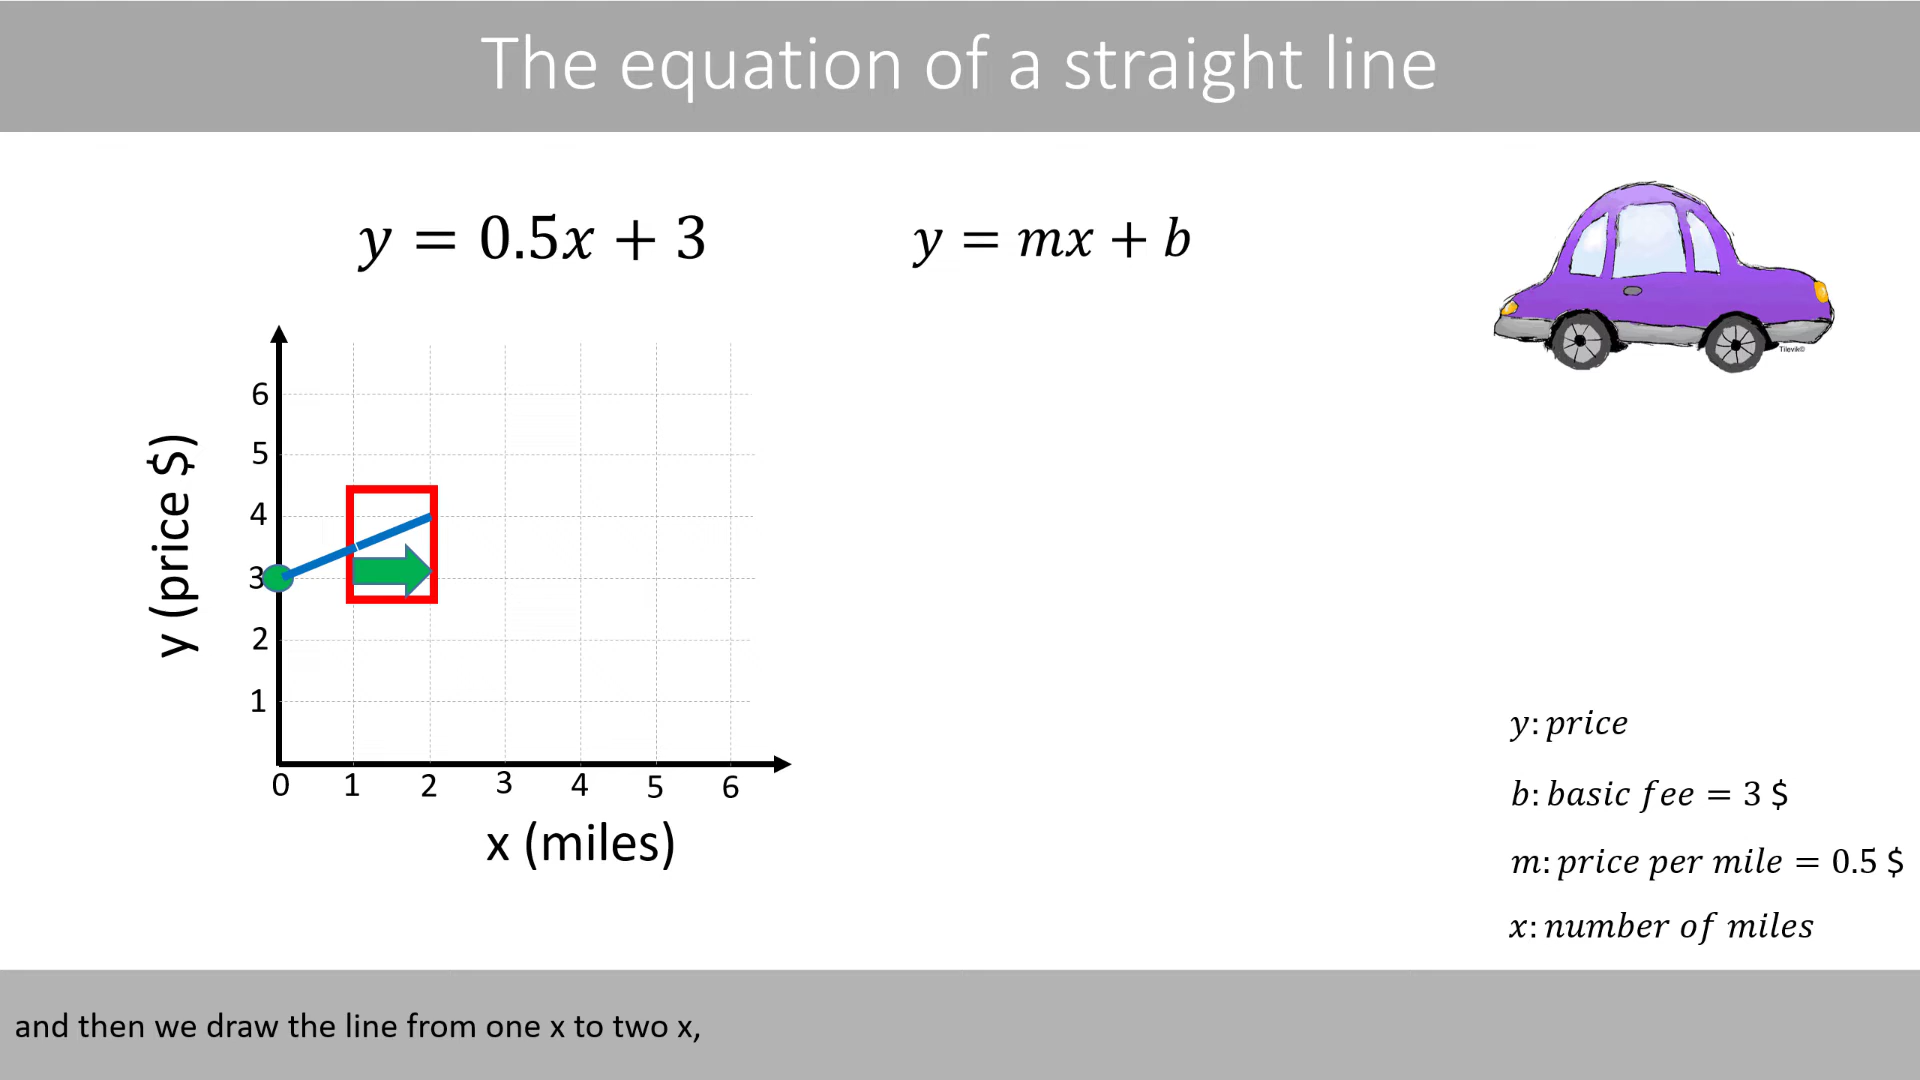 The equation of a straight line
y = 0.5x + 3
y = mx + b
Tilevik©
y (price $)
6
5
4
3
2
1
0 1 2 3 4 5 6
x (miles)
y: price
b: basic fee = 3 $
m: price per mile = 0.5 $
x: number of miles
and then we draw the line from one x to two x,